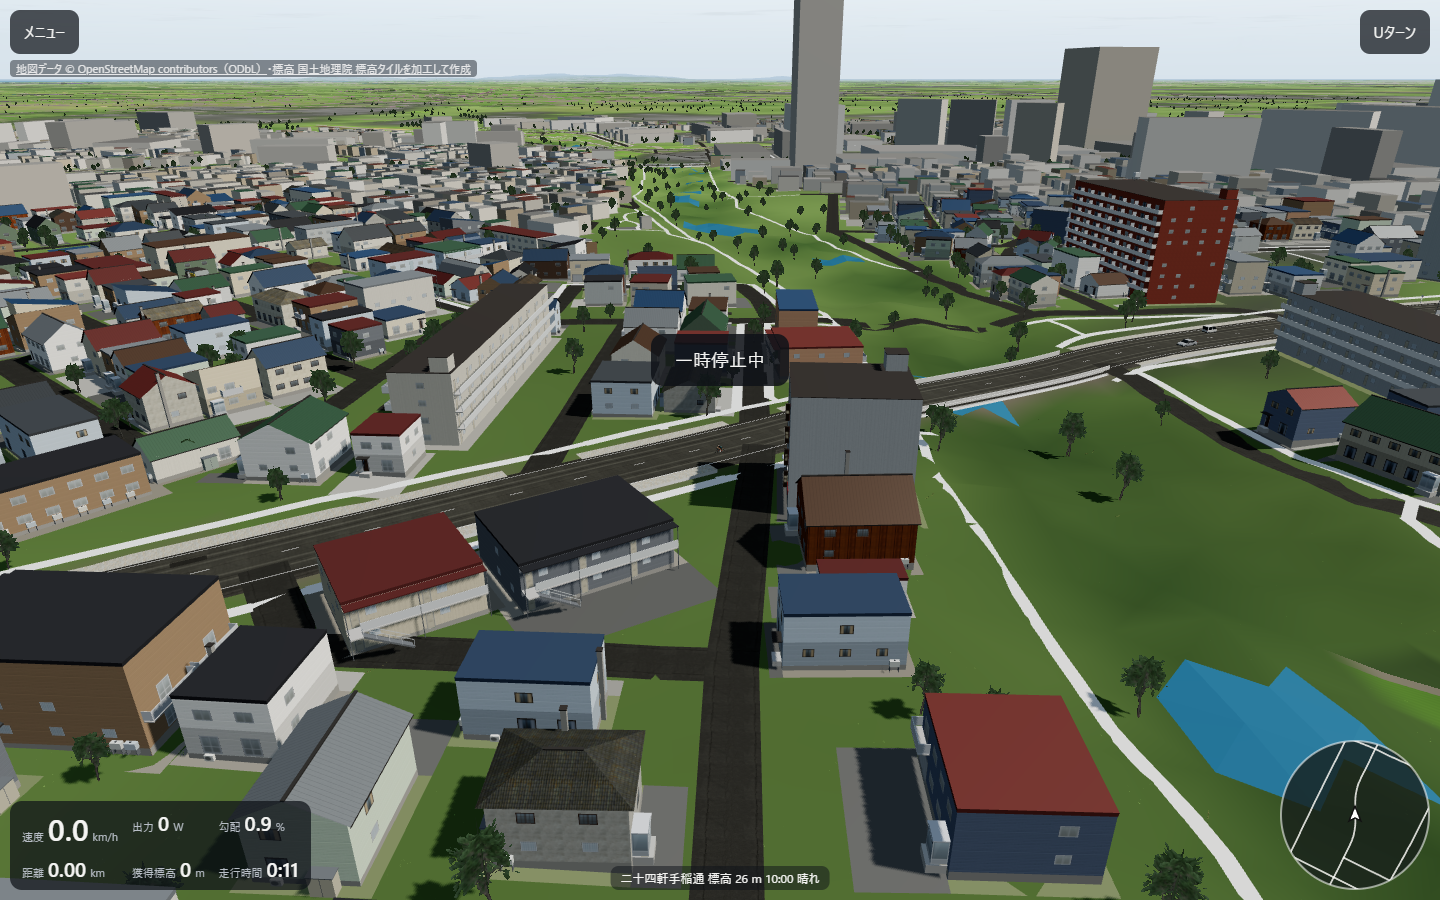 メニュー
Uターン
地図データ © OpenStreetMap contributors（ODbL）・標高 国土地理院 標高タイルを加工して作成
一時停止中
速度 0.0 km/h 出力 0 W 勾配 0.9 %
距離 0.00 km 獲得標高 0 m 走行時間 0:11
二十四軒手稲通 標高 26 m 10:00 晴れ